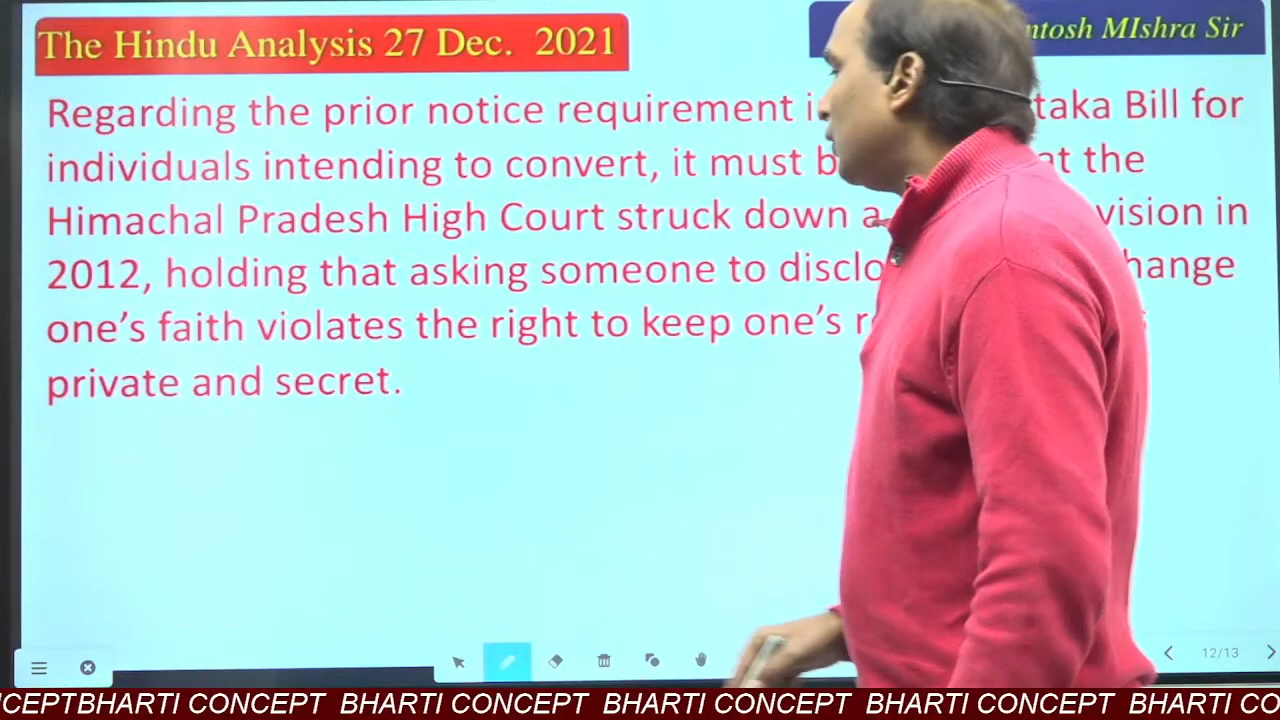 The Hindu Analysis 27 Dec. 2021
ntosh MIshra Sir
Regarding the prior notice requirement i taka Bill for
individuals intending to convert, it must b at the
Himachal Pradesh High Court struck down a vision in
2012, holding that asking someone to disclo hange
one's faith violates the right to keep one's r
private and secret.
12/13
NCEPTBHARTI CONCEPT BHARTI CONCEPT BHARTI CONCEPT BHARTI CO